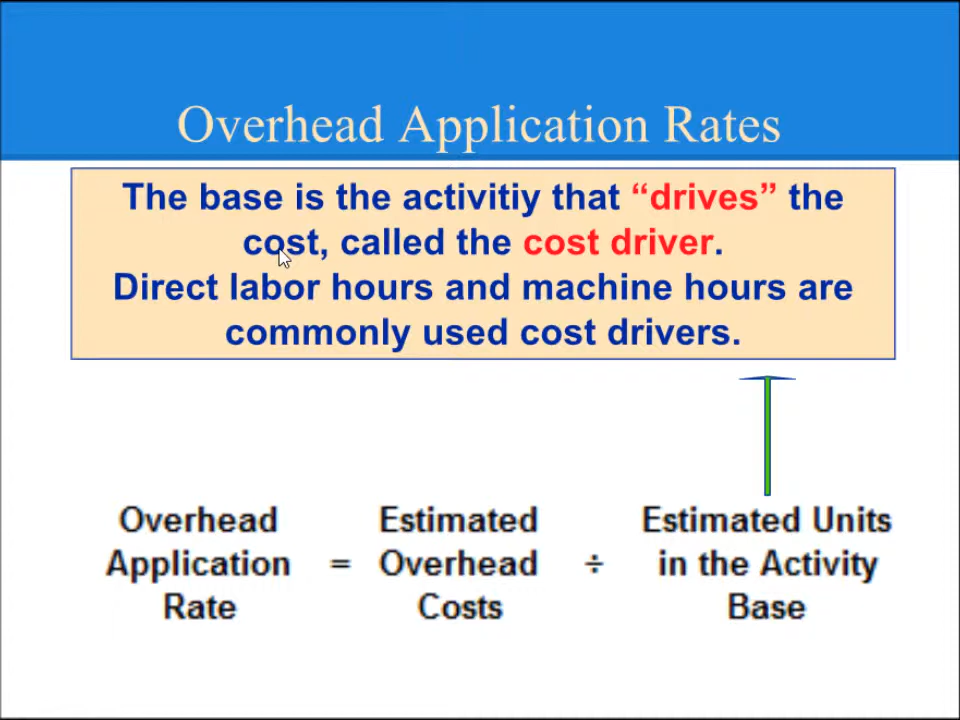 Overhead Application Rates
The base is the activitiy that “drives” the
cost, called the cost driver.
Direct labor hours and machine hours are
commonly used cost drivers.
Overhead Application Rate = Estimated Overhead Costs ÷ Estimated Units in the Activity Base